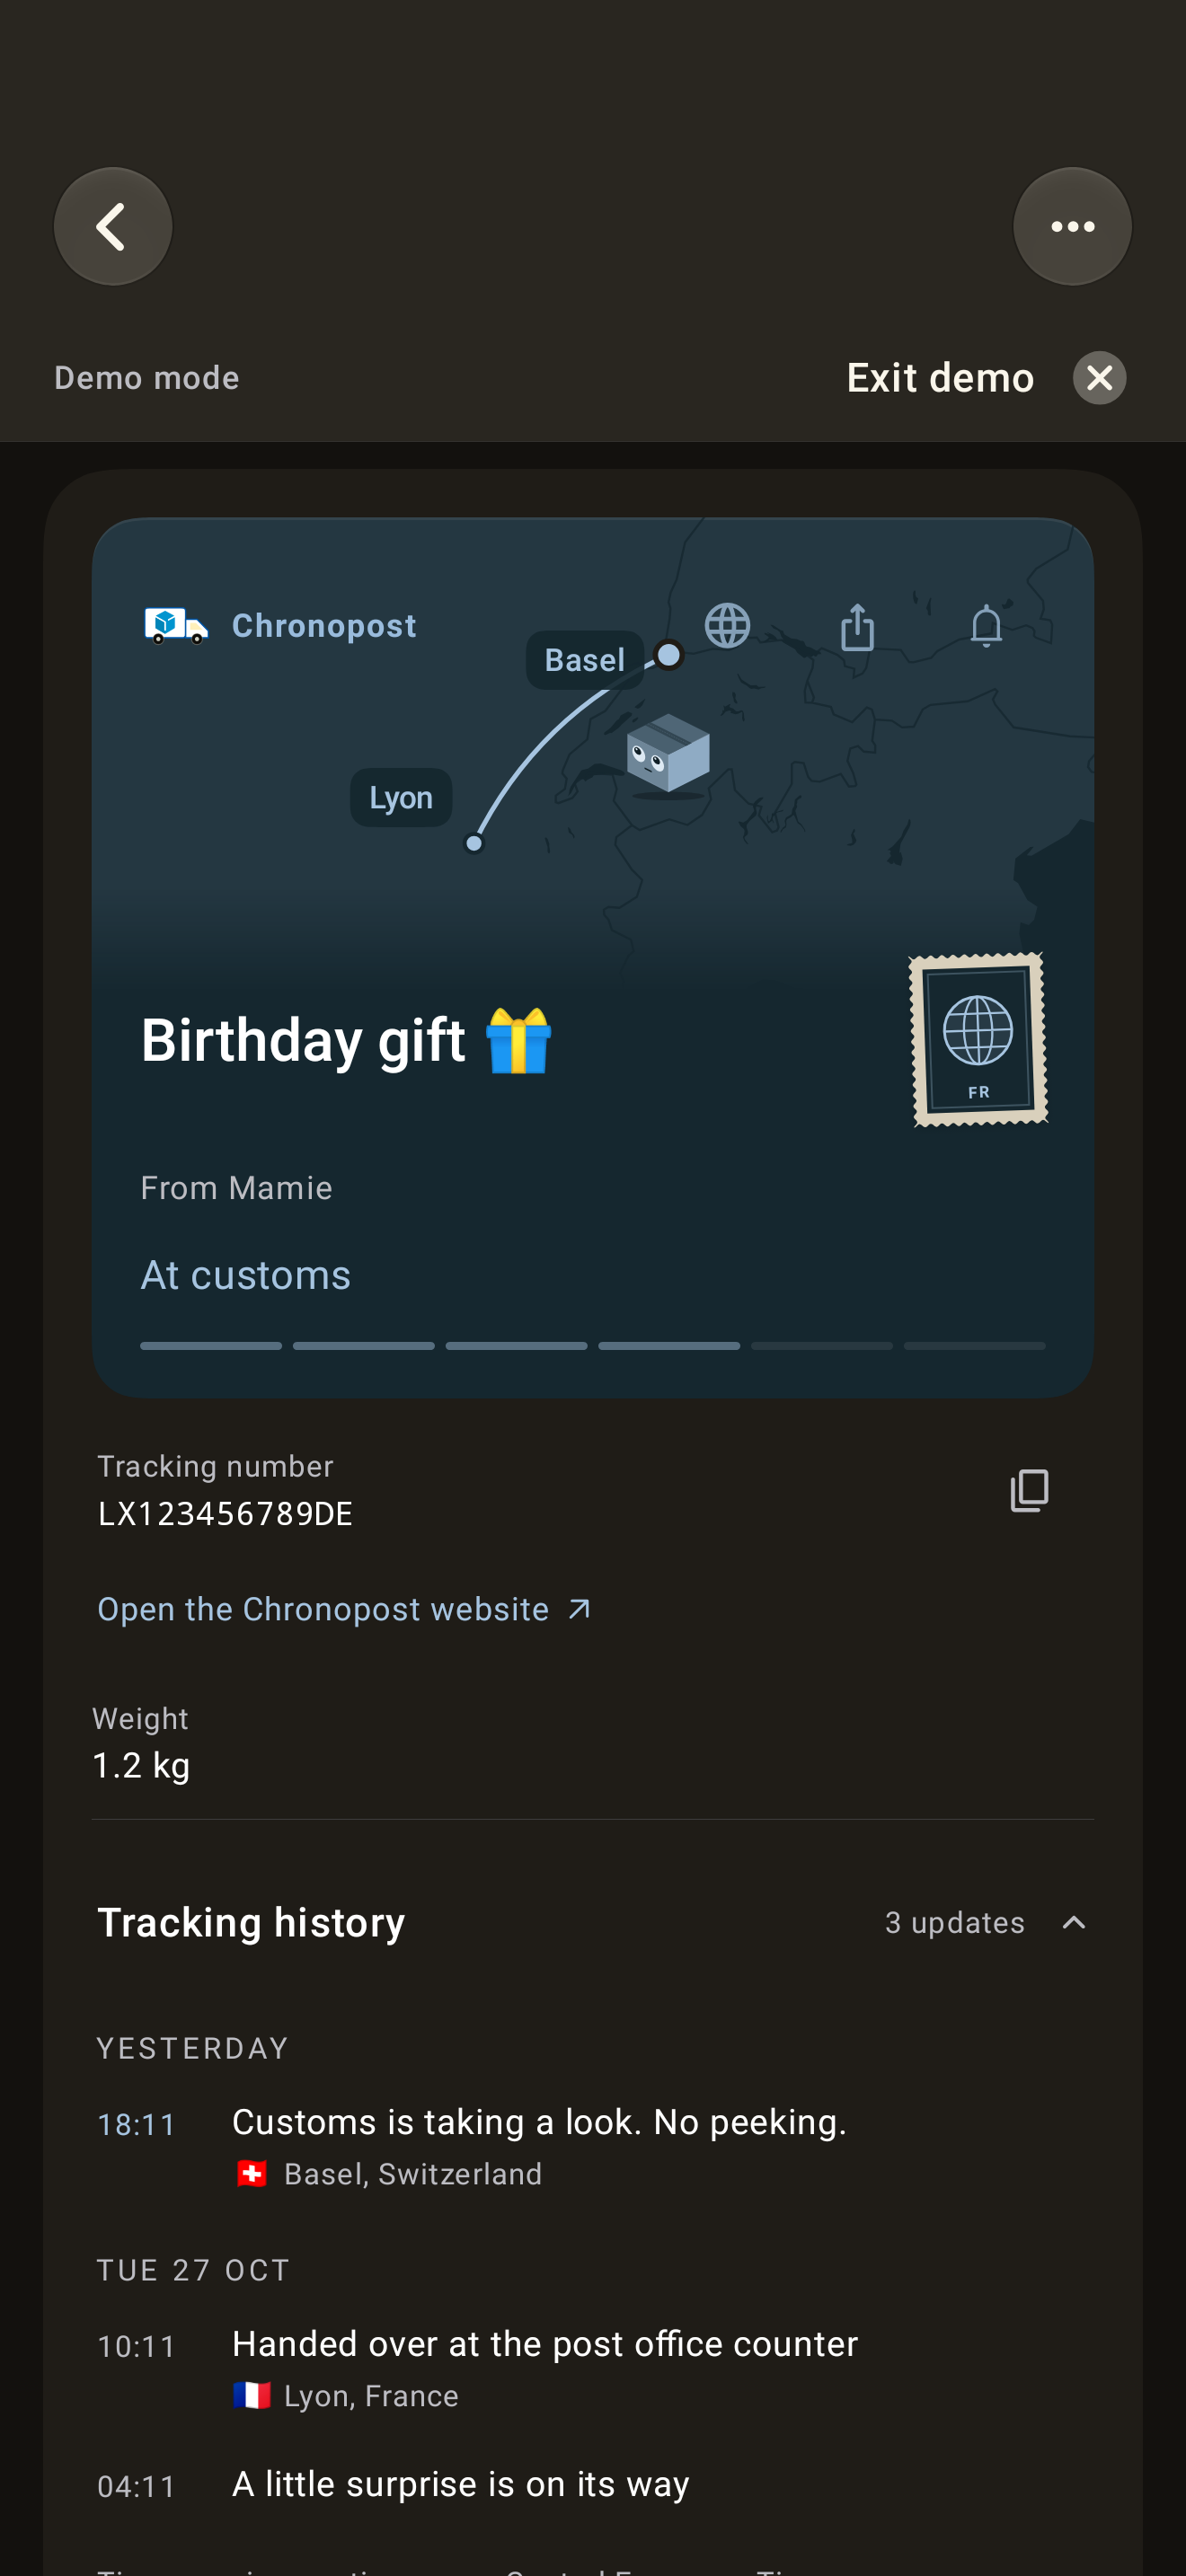 Demo mode
Exit demo
Chronopost
Basel
Lyon
Birthday gift
FR
From Mamie
At customs
Tracking number
LX123456789DE
Open the Chronopost website
Weight
1.2 kg
Tracking history
3 updates
YESTERDAY
18:11 Customs is taking a look. No peeking.
Basel, Switzerland
TUE 27 OCT
10:11 Handed over at the post office counter
Lyon, France
04:11 A little surprise is on its way